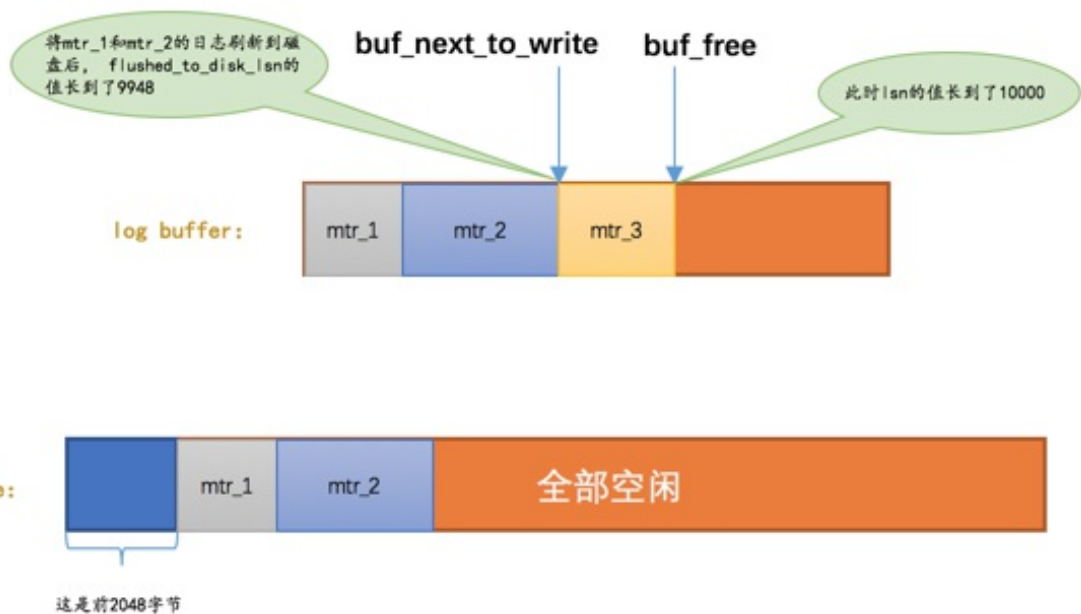 将mtr_1和mtr_2的日志刷新到磁
盘后， flushed_to_disk_lsn的
值长到了9948
buf_next_to_write
buf_free
此时lsn的值长到了10000
log buffer:
mtr_1
mtr_2
mtr_3
e:
mtr_1
mtr_2
全部空闲
这是前2048字节